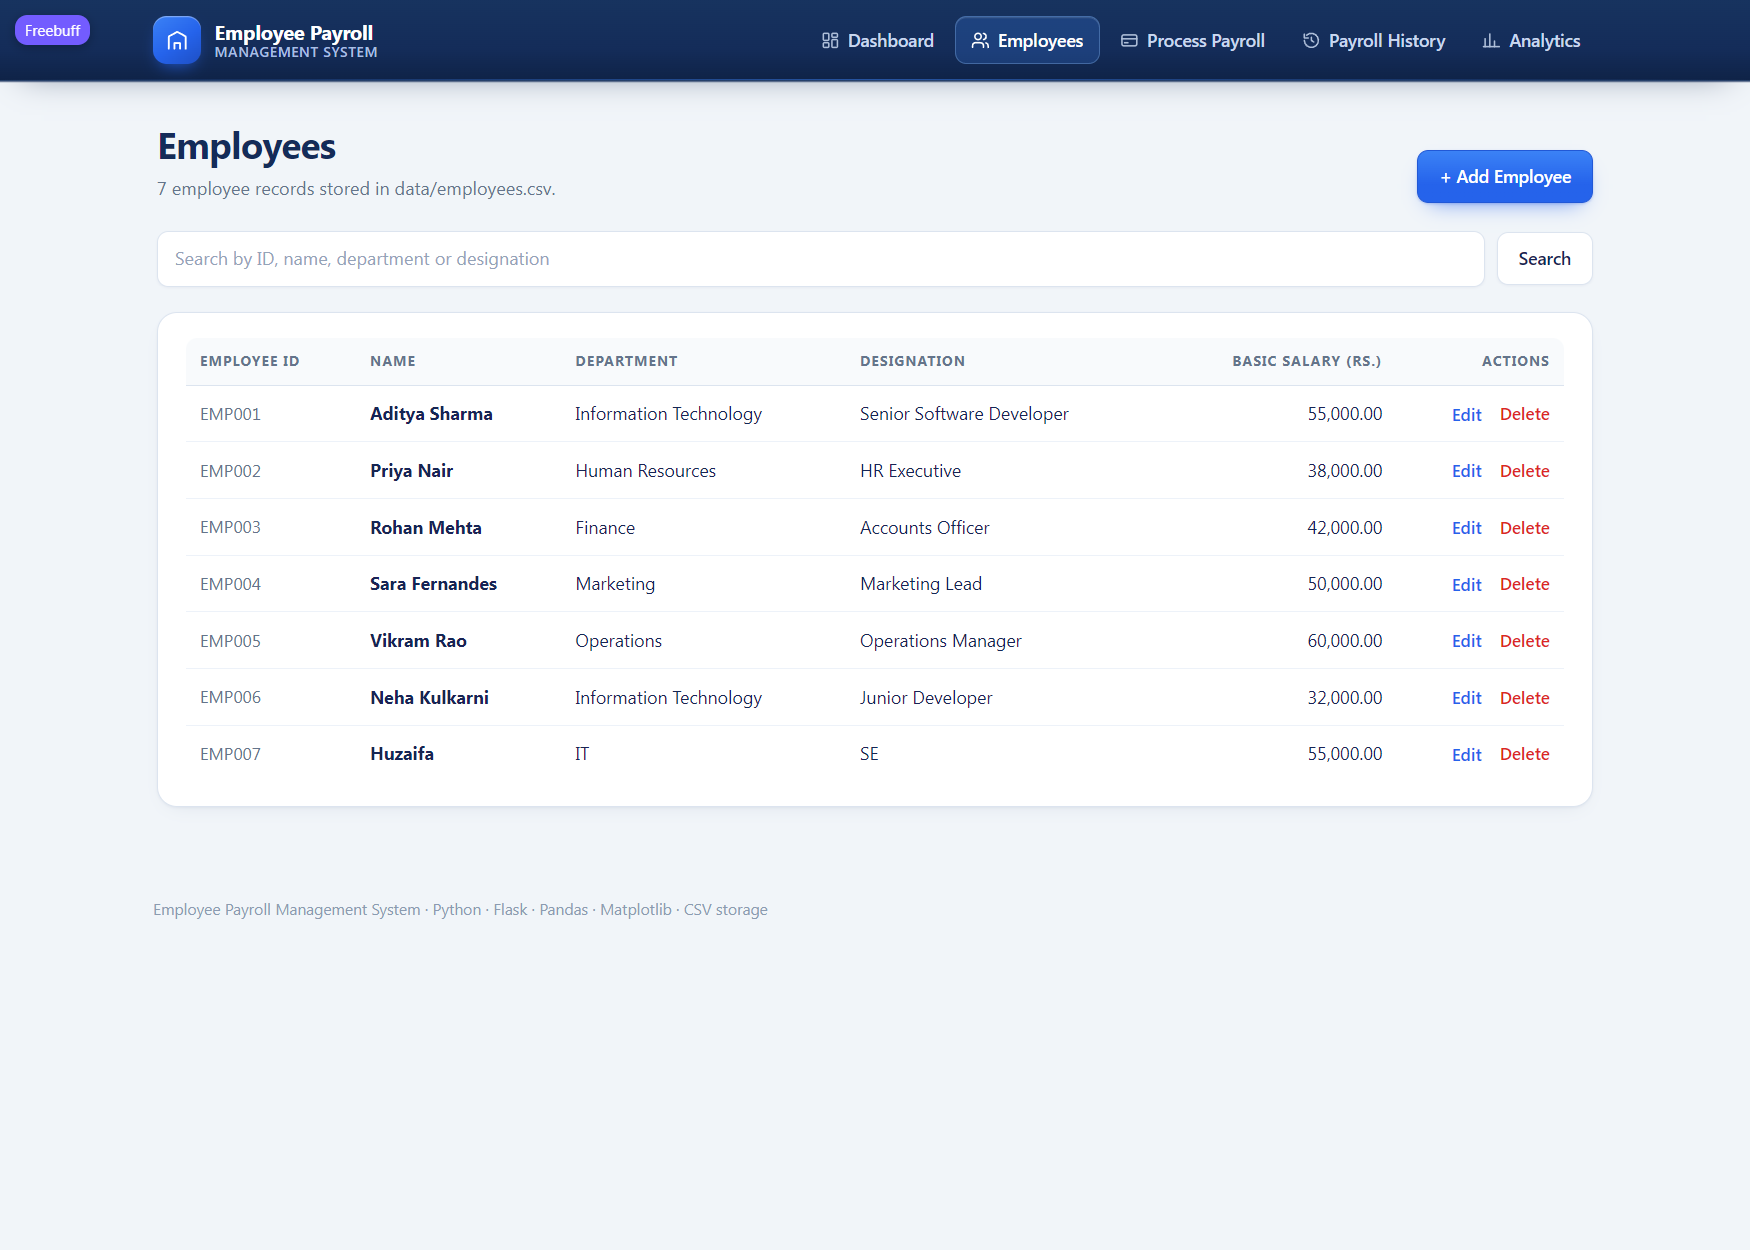 Freebuff
Employee Payroll
MANAGEMENT SYSTEM
Dashboard Employees Process Payroll Payroll History Analytics
Employees
7 employee records stored in data/employees.csv.
+ Add Employee
Search by ID, name, department or designation
Search
EMPLOYEE ID NAME DEPARTMENT DESIGNATION BASIC SALARY (RS.) ACTIONS
EMP001 Aditya Sharma Information Technology Senior Software Developer 55,000.00 Edit Delete
EMP002 Priya Nair Human Resources HR Executive 38,000.00 Edit Delete
EMP003 Rohan Mehta Finance Accounts Officer 42,000.00 Edit Delete
EMP004 Sara Fernandes Marketing Marketing Lead 50,000.00 Edit Delete
EMP005 Vikram Rao Operations Operations Manager 60,000.00 Edit Delete
EMP006 Neha Kulkarni Information Technology Junior Developer 32,000.00 Edit Delete
EMP007 Huzaifa IT SE 55,000.00 Edit Delete
Employee Payroll Management System · Python · Flask · Pandas · Matplotlib · CSV storage